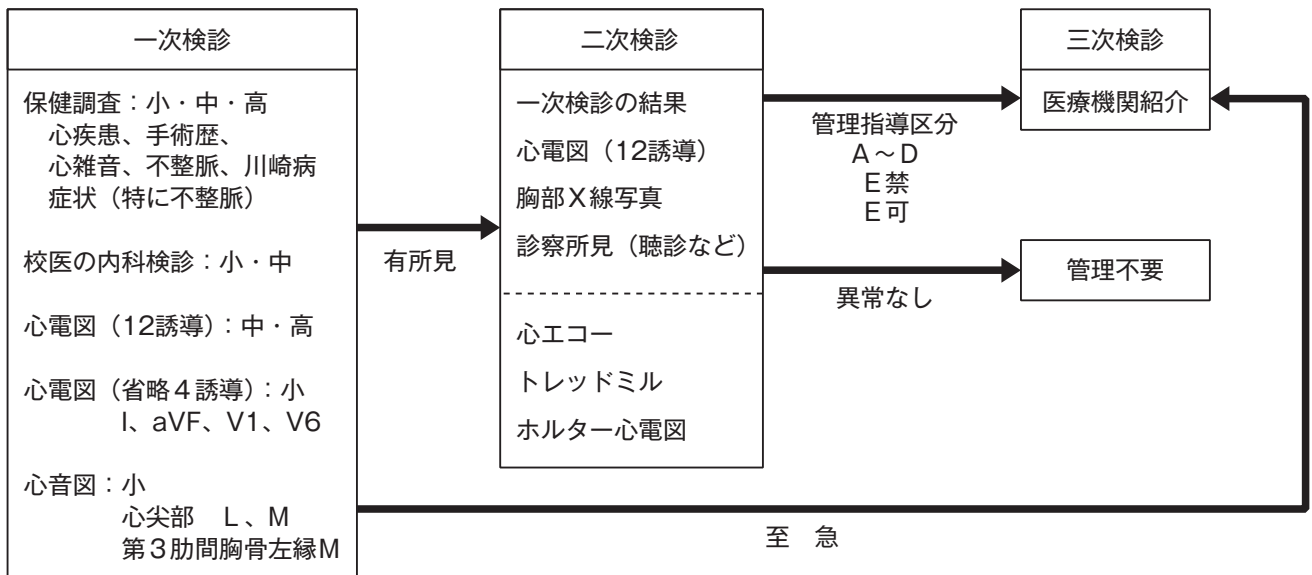 一次検診
保健調査：小・中・高
心疾患、手術歴、
心雑音、不整脈、川崎病
症状（特に不整脈）
校医の内科検診：小・中
心電図（12誘導）：中・高
心電図（省略４誘導）：小
I、aVF、V1、V6
心音図：小
心尖部　L、M
第３肋間胸骨左縁M
有所見
二次検診
一次検診の結果
心電図（12誘導）
胸部Ｘ線写真
診察所見（聴診など）
心エコー
トレッドミル
ホルター心電図
管理指導区分
A～D
E禁
E可
異常なし
三次検診
医療機関紹介
管理不要
至　急